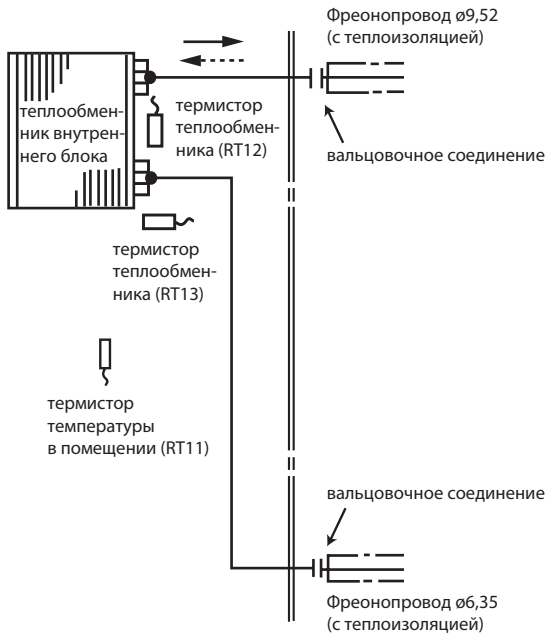 Фреонопровод ø9,52
(с теплоизоляцией)
теплообмен-
ник внутрен-
него блока
термистор
теплообмен-
ника (RT12)
вальцовочное соединение
термистор
теплообмен-
ника (RT13)
термистор
температуры
в помещении (RT11)
вальцовочное соединение
Фреонопровод ø6,35
(с теплоизоляцией)